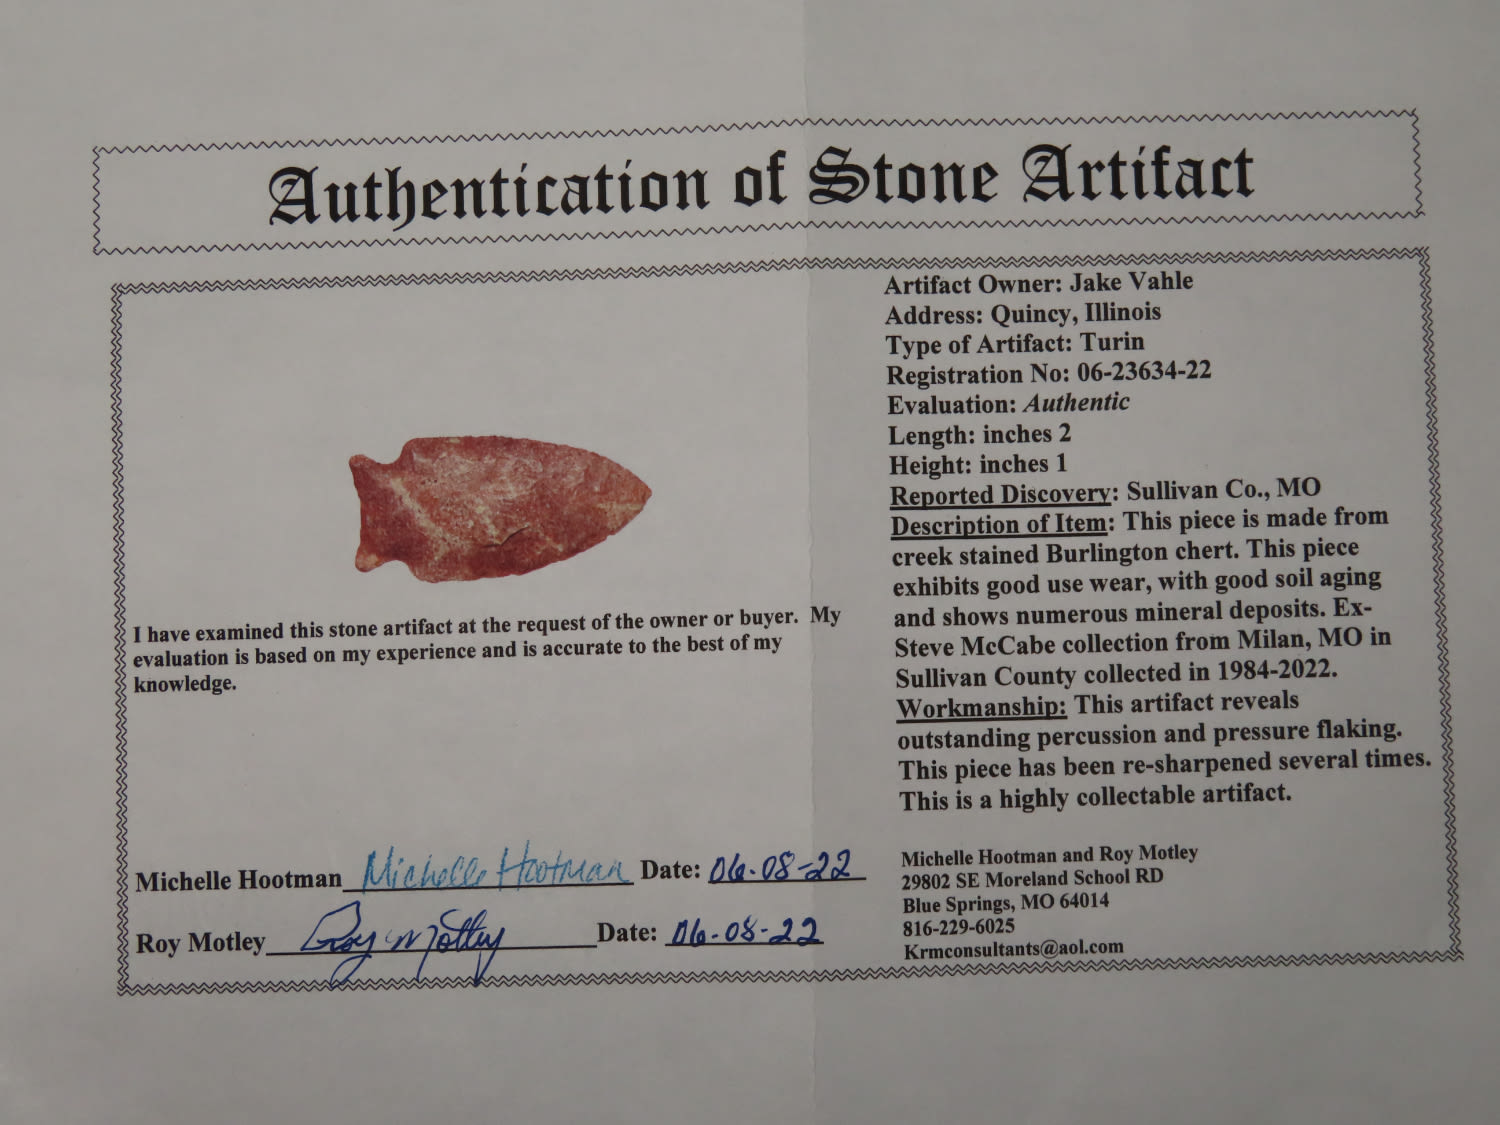 Authentication of Stone Artifact
Artifact Owner: Jake Vahle
Address: Quincy, Illinois
Type of Artifact: Turin
Registration No: 06-23634-22
Evaluation: Authentic
Length: inches 2
Height: inches 1
Reported Discovery: Sullivan Co., MO
Description of Item: This piece is made from
creek stained Burlington chert. This piece
exhibits good use wear, with good soil aging
and shows numerous mineral deposits. Ex-
Steve McCabe collection from Milan, MO in
Sullivan County collected in 1984-2022.
Workmanship: This artifact reveals
outstanding percussion and pressure flaking.
This piece has been re-sharpened several times.
This is a highly collectable artifact.
I have examined this stone artifact at the request of the owner or buyer. My
evaluation is based on my experience and is accurate to the best of my
knowledge.
Michelle Hootman Michelle Hootman Date: 06-08-22
Roy Motley Roy Motley Date: 06-08-22
Michelle Hootman and Roy Motley
29802 SE Moreland School RD
Blue Springs, MO 64014
816-229-6025
Krmconsultants@aol.com